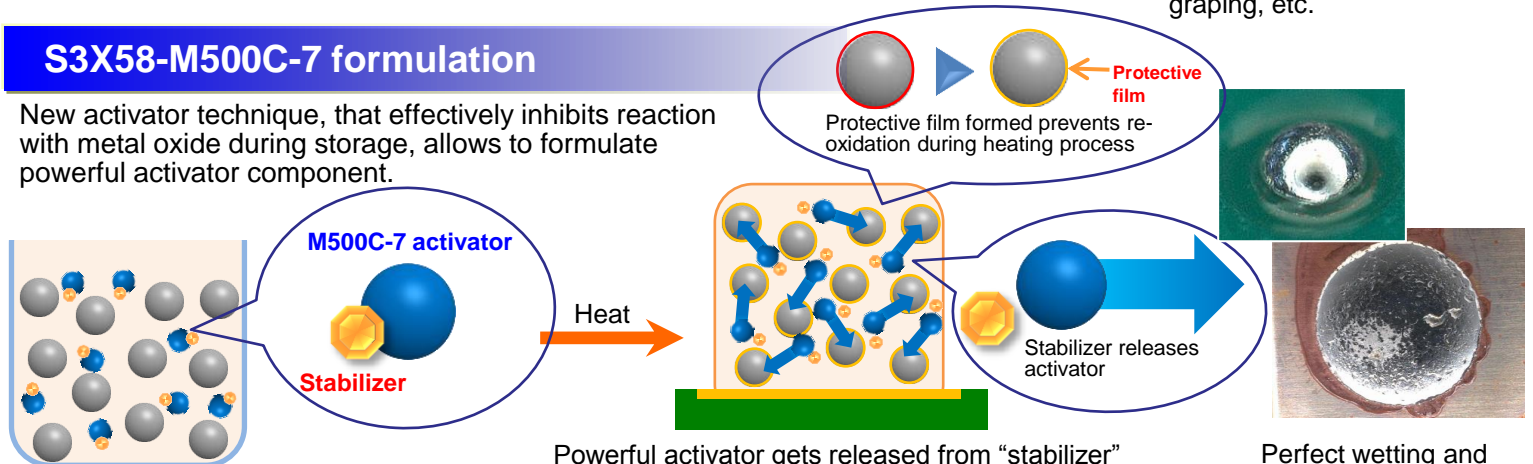 graping, etc.
S3X58-M500C-7 formulation
New activator technique, that effectively inhibits reaction
with metal oxide during storage, allows to formulate
powerful activator component.
Protective
film
Protective film formed prevents re-
oxidation during heating process
M500C-7 activator
Stabilizer
Heat
Stabilizer releases
activator
Powerful activator gets released from “stabilizer”
Perfect wetting and